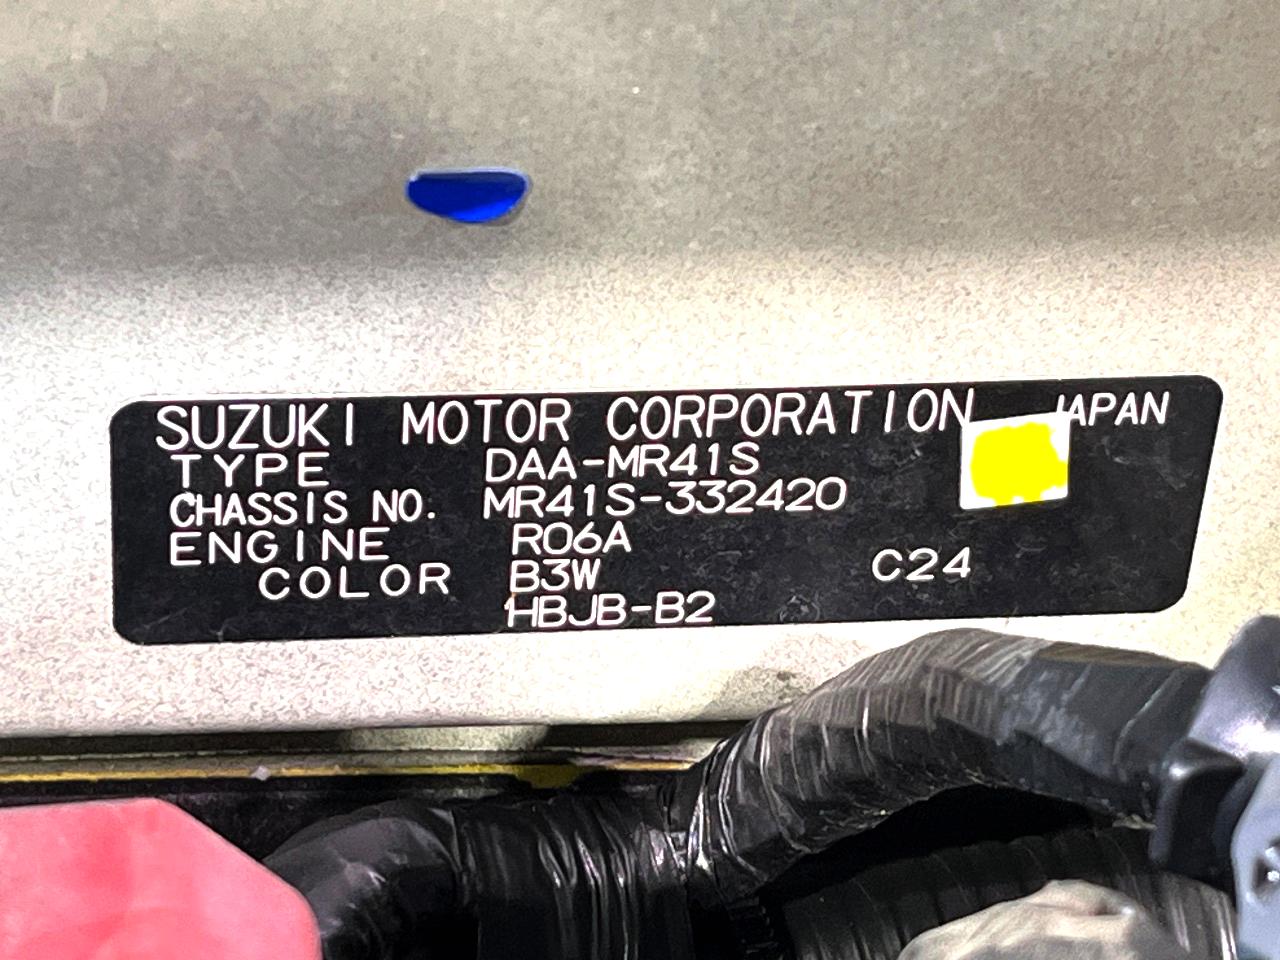 SUZUKI MOTOR CORPORATION JAPAN
TYPE DAA-MR41S
CHASSIS NO. MR41S-332420
ENGINE R06A
COLOR B3W C24
HBJB-B2